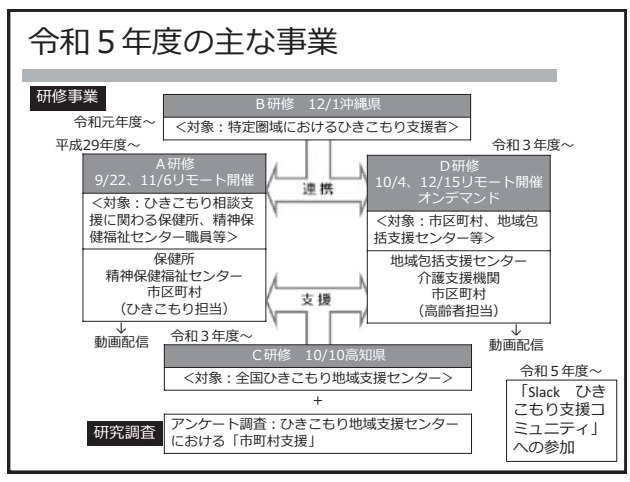 令和５年度の主な事業
研修事業
Ｂ研修　12/1沖縄県
令和元年度～
＜対象：特定圏域におけるひきこもり支援者＞
平成29年度～
Ａ研修
9/22、11/6リモート開催
＜対象：ひきこもり相談支
援に関わる保健所、精神保
健福祉センター職員等＞
保健所
精神保健福祉センター
市区町村
（ひきこもり担当）
↓
動画配信
連携
支援
令和３年度～
Ｄ研修
10/4、12/15リモート開催
オンデマンド
＜対象：市区町村、地域包
括支援センター等＞
地域包括支援センター
介護支援機関
市区町村
（高齢者担当）
↓
動画配信
令和３年度～
Ｃ研修　10/10高知県
＜対象：全国ひきこもり地域支援センター＞
＋
研究調査
アンケート調査：ひきこもり地域支援センター
における「市町村支援」
令和５年度～
「Slack　ひき
こもり支援コ
ミュニティ」
への参加